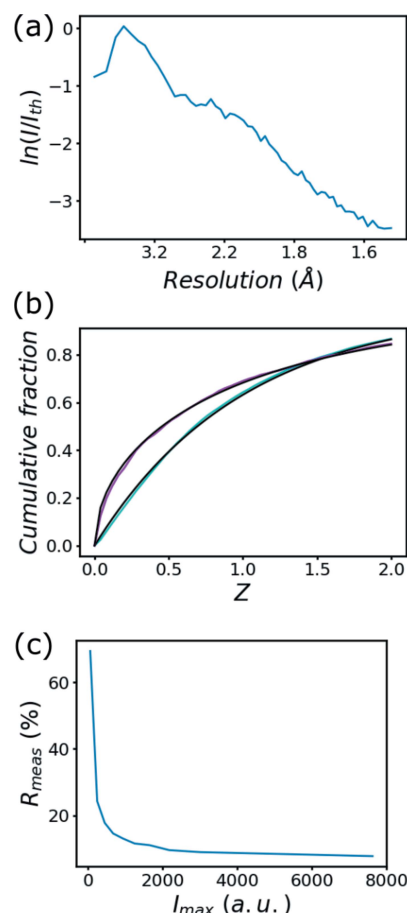 (a)
0
−1
−2
−3
ln(I/I_th)
3.2 2.2 1.8 1.6
Resolution (Å)
(b)
0.8
0.6
0.4
0.2
0.0
Cumulative fraction
0.0 0.5 1.0 1.5 2.0
Z
(c)
60
40
20
R_meas (%)
0 2000 4000 6000 8000
I_max (a.u.)